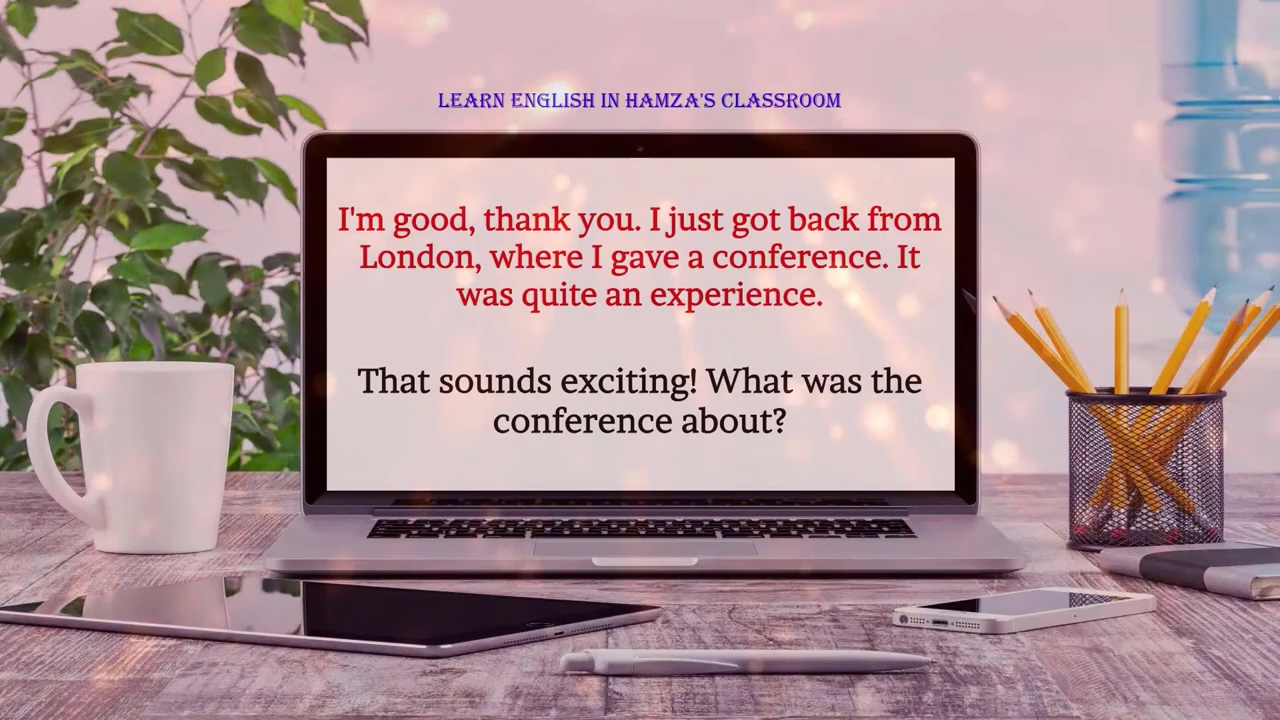 LEARN ENGLISH IN HAMZA'S CLASSROOM
I'm good, thank you. I just got back from
London, where I gave a conference. It
was quite an experience.
That sounds exciting! What was the
conference about?